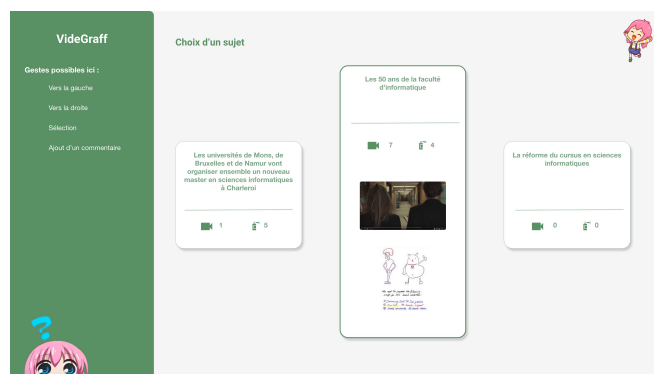 VideGraff
Gestes possibles ici :
Vers la gauche
Vers la droite
Sélection
Ajout d'un commentaire
Choix d'un sujet
Les universités de Mons, de
Bruxelles et de Namur vont
organiser ensemble un nouveau
master en sciences informatiques
à Charleroi
1 5
Les 50 ans de la faculté
d'informatique
7 4
La réforme du cursus en sciences
informatiques
0 0